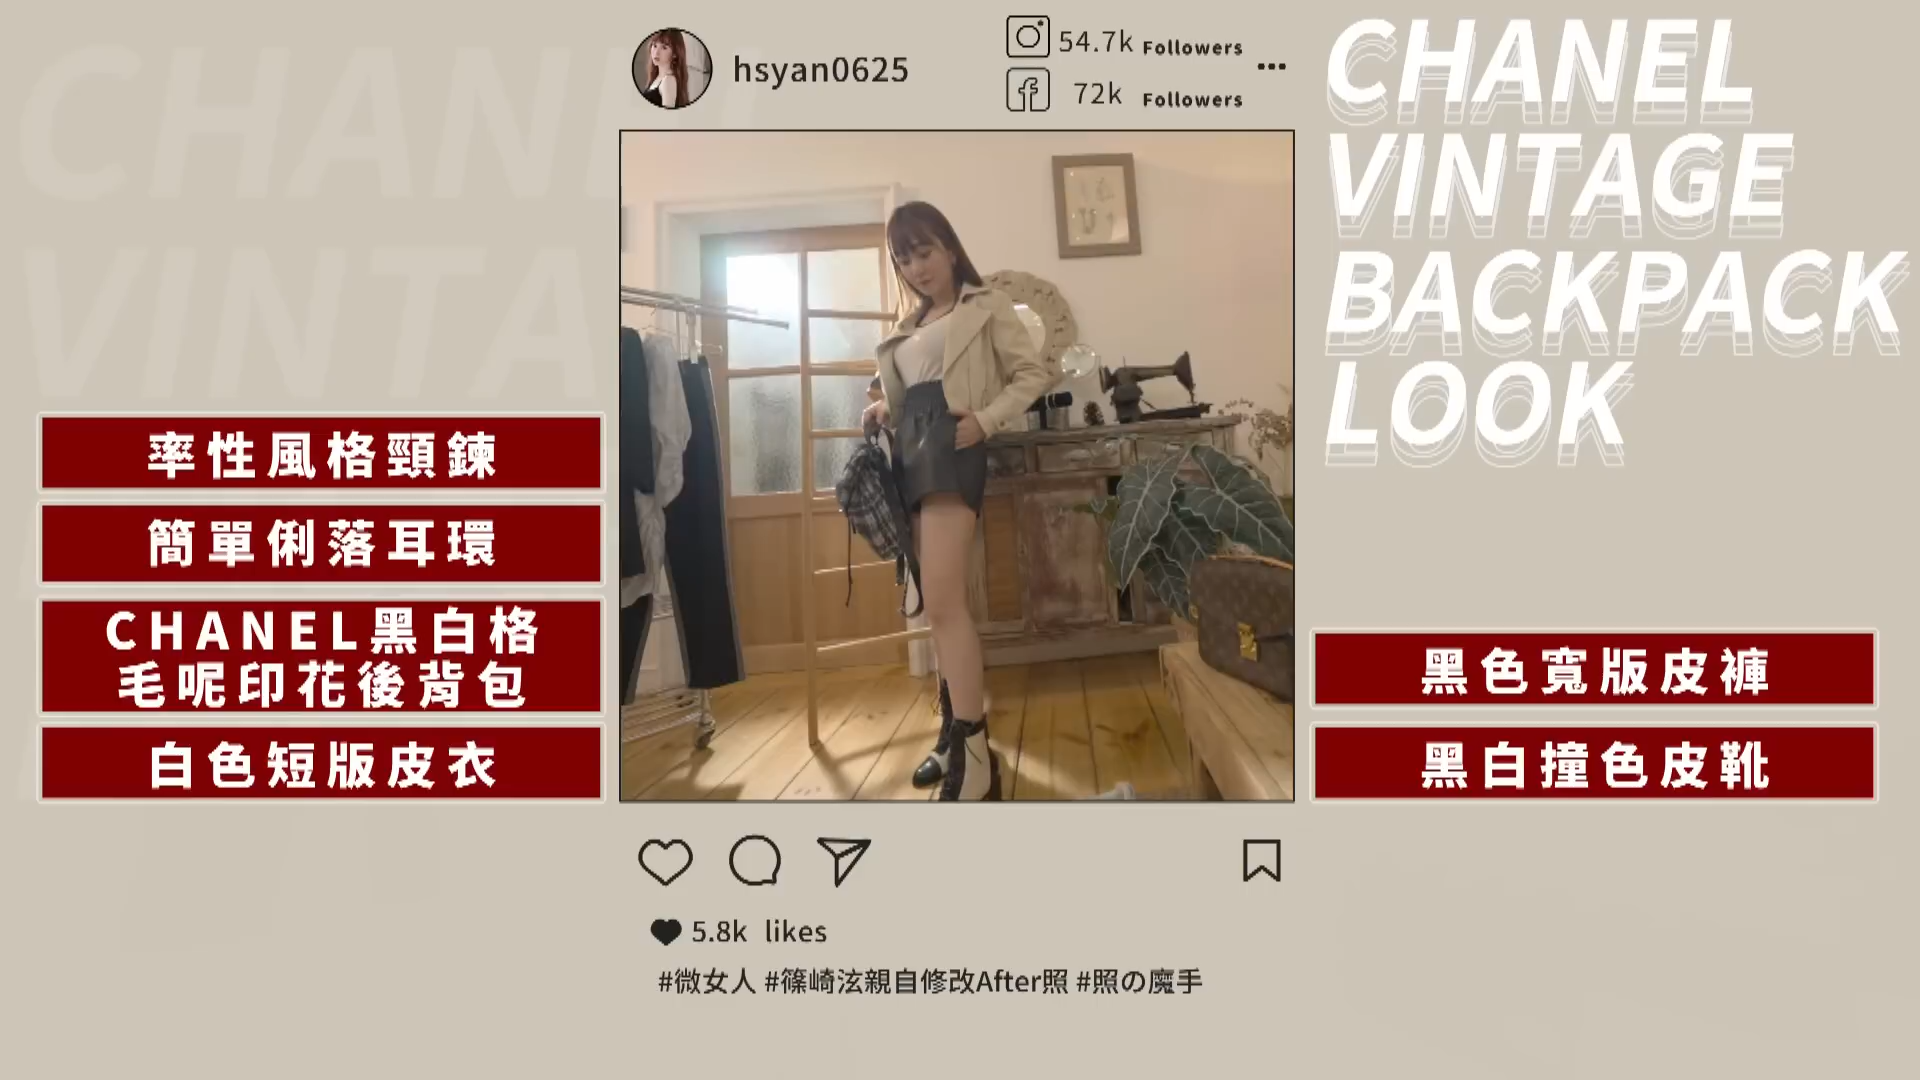 hsyan0625
54.7k Followers
72k Followers
CHANEL
VINTAGE
BACKPACK
LOOK
CHANEL
VINTA
率性風格頸鍊
簡單俐落耳環
CHANEL黑白格
毛呢印花後背包
白色短版皮衣
黑色寬版皮褲
黑白撞色皮靴
5.8k likes
#微女人 #篠崎泫親自修改After照 #照の魔手